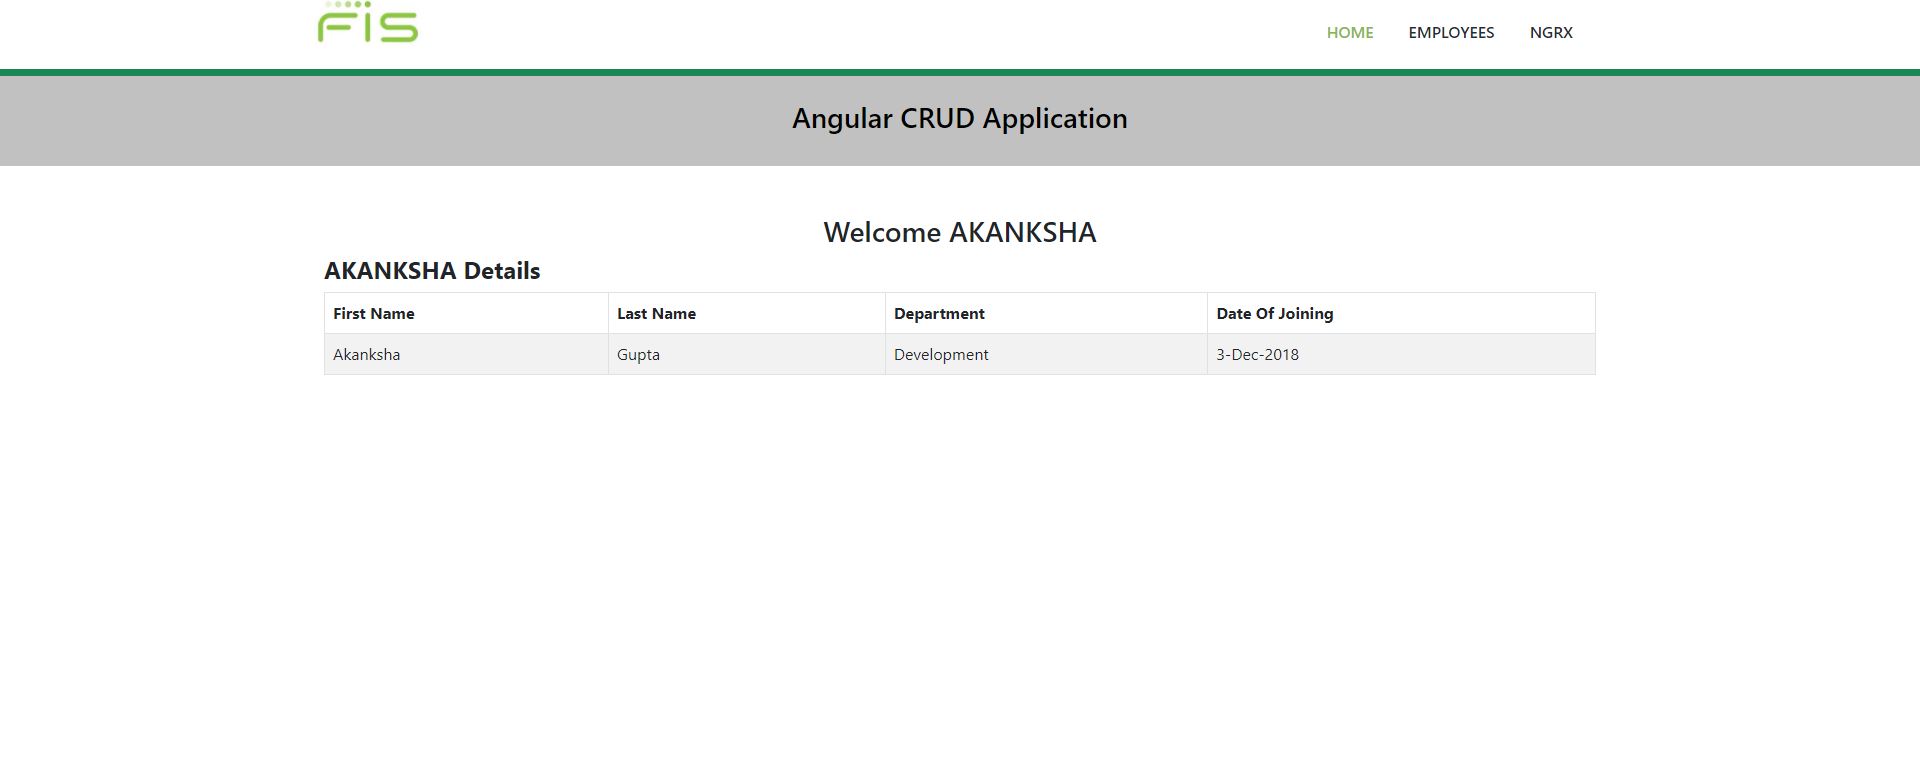 FIS
HOME EMPLOYEES NGRX
Angular CRUD Application
Welcome AKANKSHA
AKANKSHA Details
First Name Last Name Department Date Of Joining
Akanksha Gupta Development 3-Dec-2018